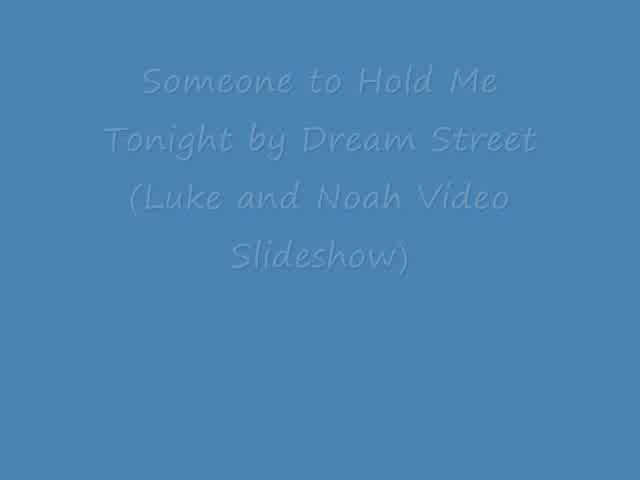 Someone to Hold Me
Tonight by Dream Street
(Luke and Noah Video
Slideshow)